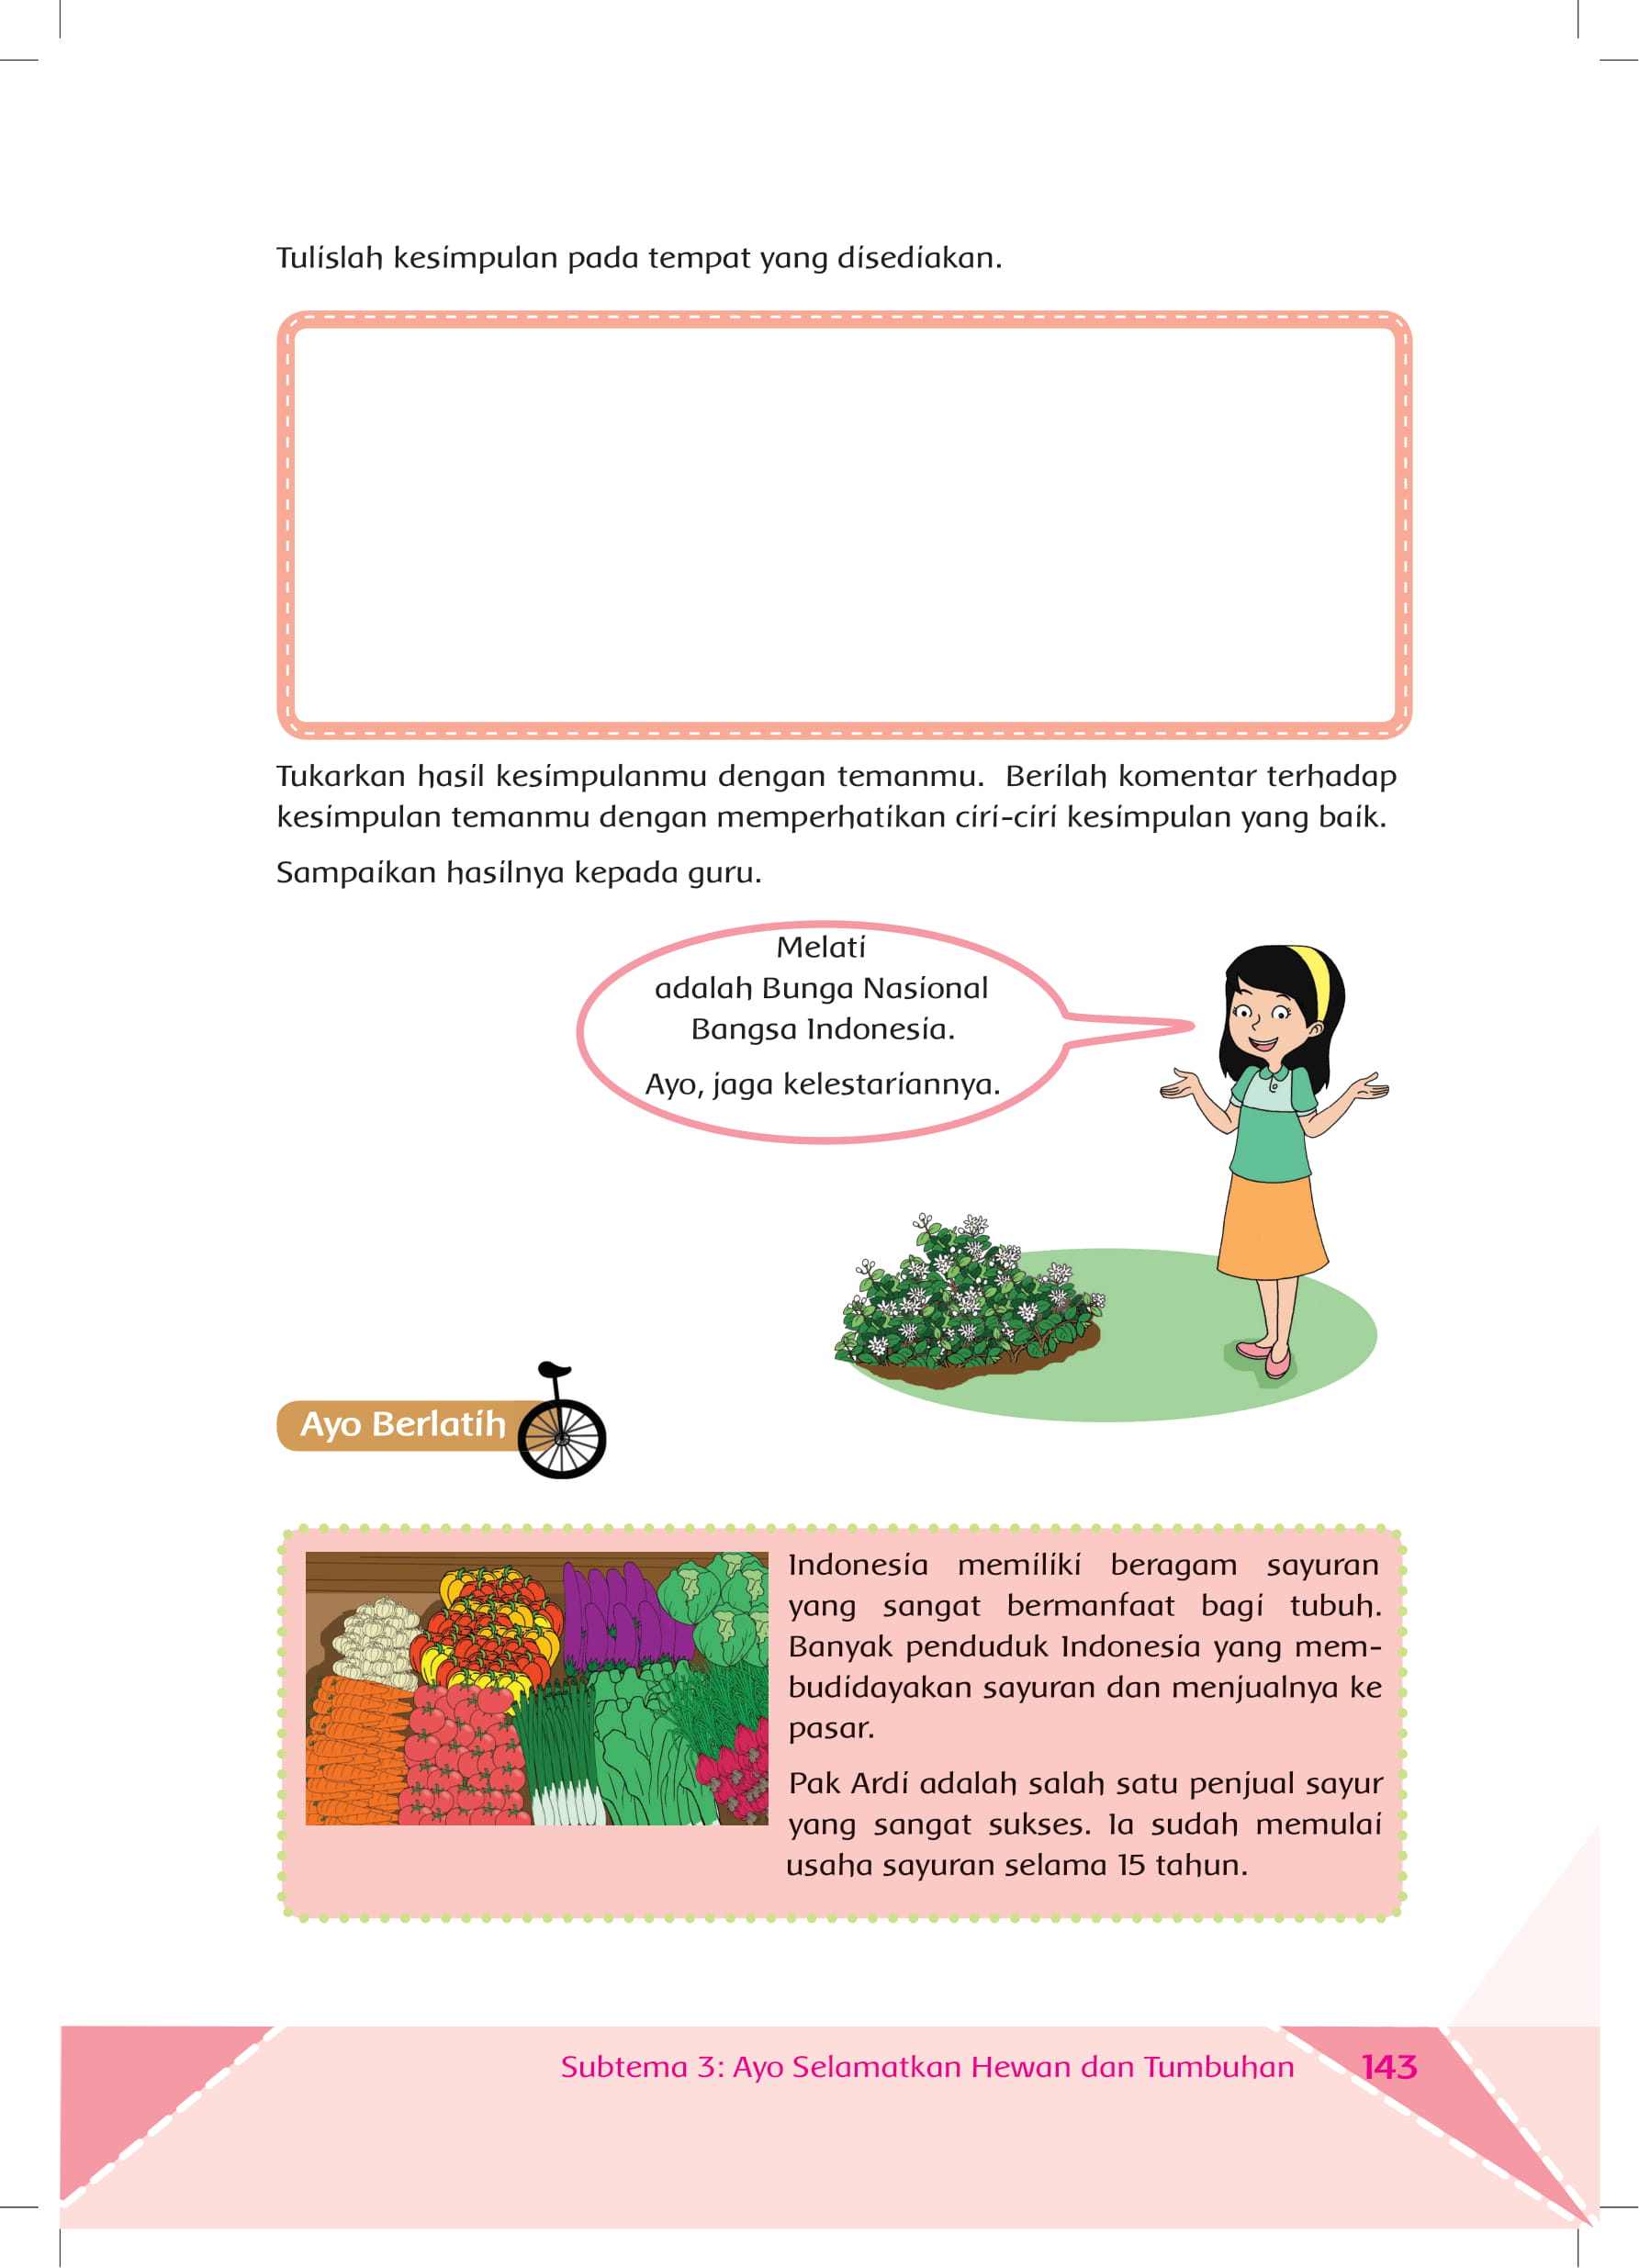 Tulislah kesimpulan pada tempat yang disediakan.
Tukarkan hasil kesimpulanmu dengan temanmu. Berilah komentar terhadap
kesimpulan temanmu dengan memperhatikan ciri-ciri kesimpulan yang baik.
Sampaikan hasilnya kepada guru.
Melati
adalah Bunga Nasional
Bangsa Indonesia.
Ayo, jaga kelestariannya.
Ayo Berlatih
Indonesia memiliki beragam sayuran
yang sangat bermanfaat bagi tubuh.
Banyak penduduk Indonesia yang mem-
budidayakan sayuran dan menjualnya ke
pasar.
Pak Ardi adalah salah satu penjual sayur
yang sangat sukses. Ia sudah memulai
usaha sayuran selama 15 tahun.
Subtema 3: Ayo Selamatkan Hewan dan Tumbuhan 143